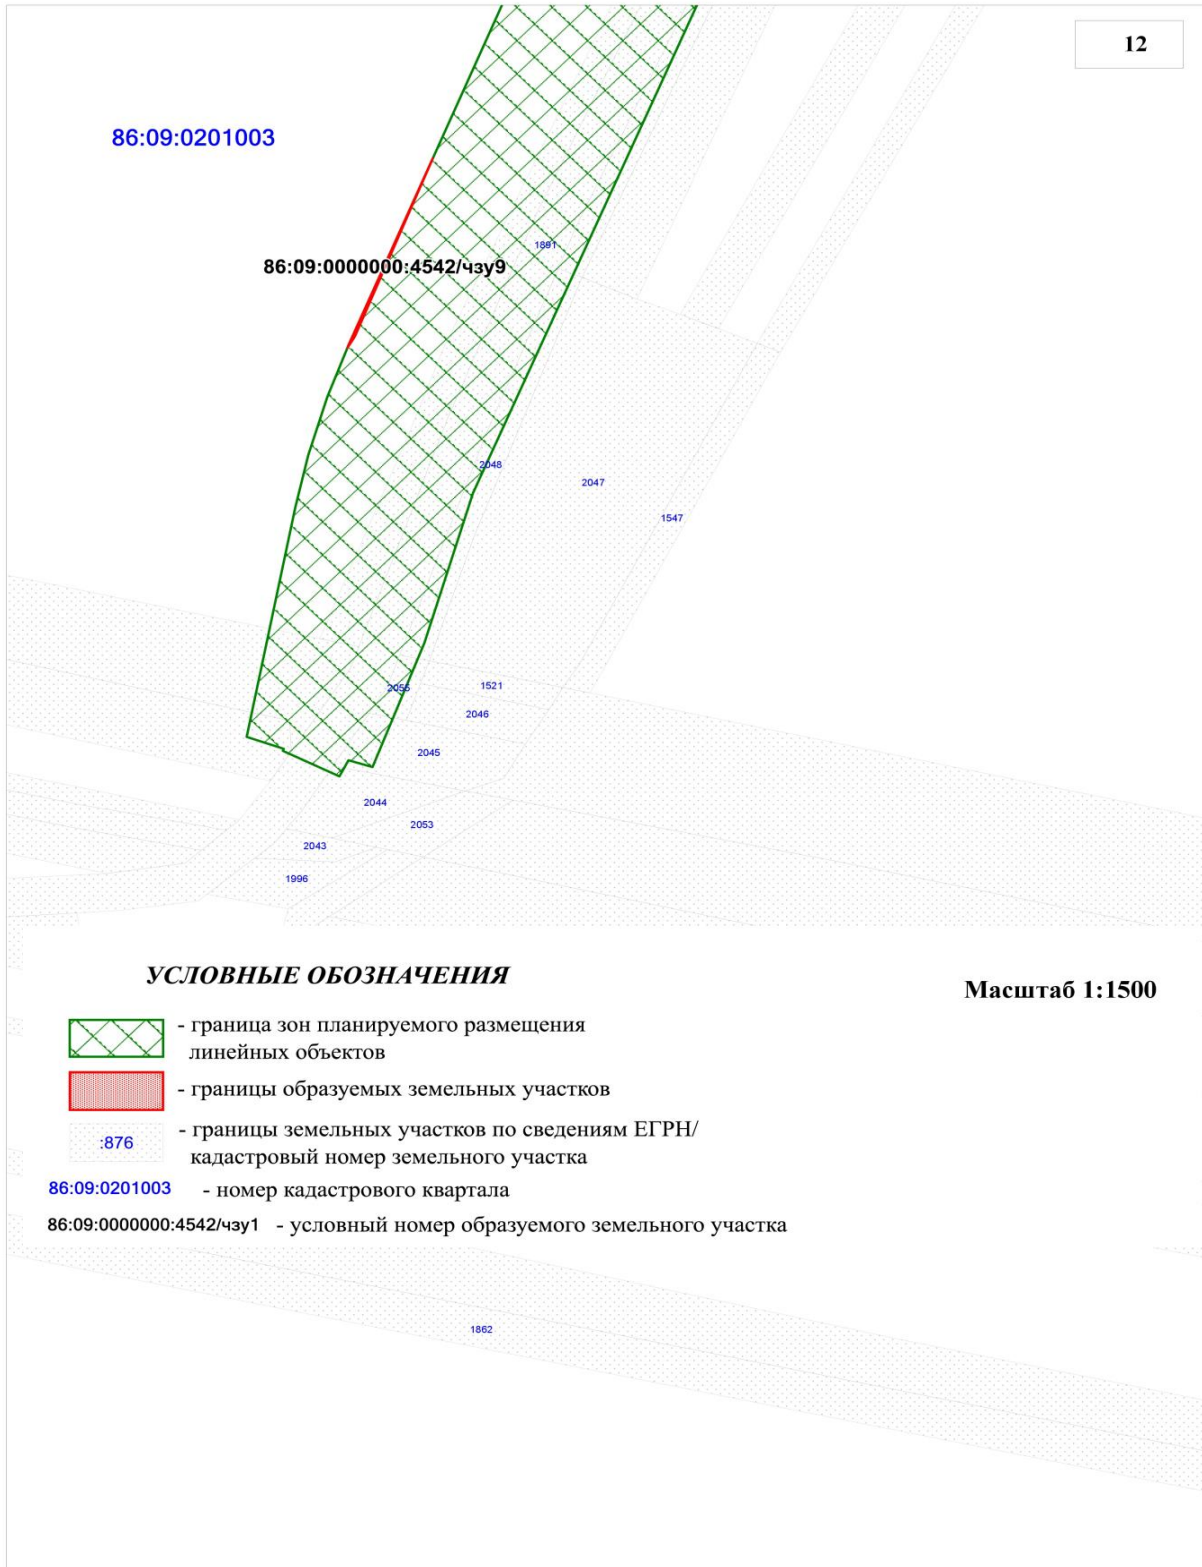 12
86:09:0201003
1891
86:09:0000000:4542/чзу9
2048
2047
1547
2055
1521
2046
2045
2044
2053
2043
1996
УСЛОВНЫЕ ОБОЗНАЧЕНИЯ
Масштаб 1:1500
- граница зон планируемого размещения
линейных объектов
- границы образуемых земельных участков
:876
- границы земельных участков по сведениям ЕГРН/
кадастровый номер земельного участка
86:09:0201003 - номер кадастрового квартала
86:09:0000000:4542/чзу1 - условный номер образуемого земельного участка
1862